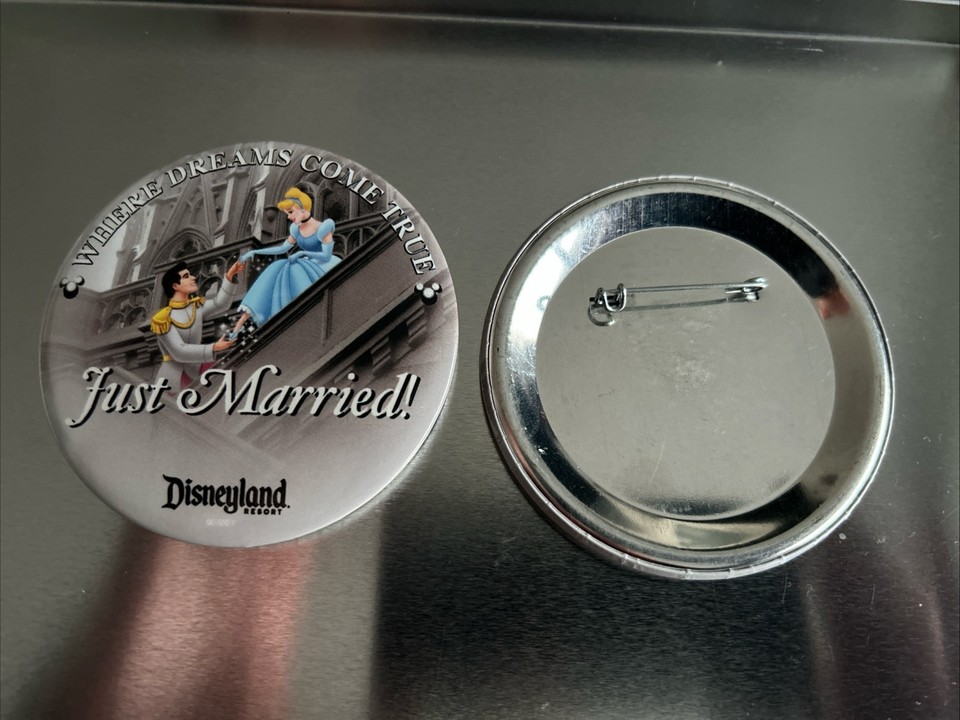 WHERE DREAMS COME TRUE
Just Married!
Disneyland
RESORT